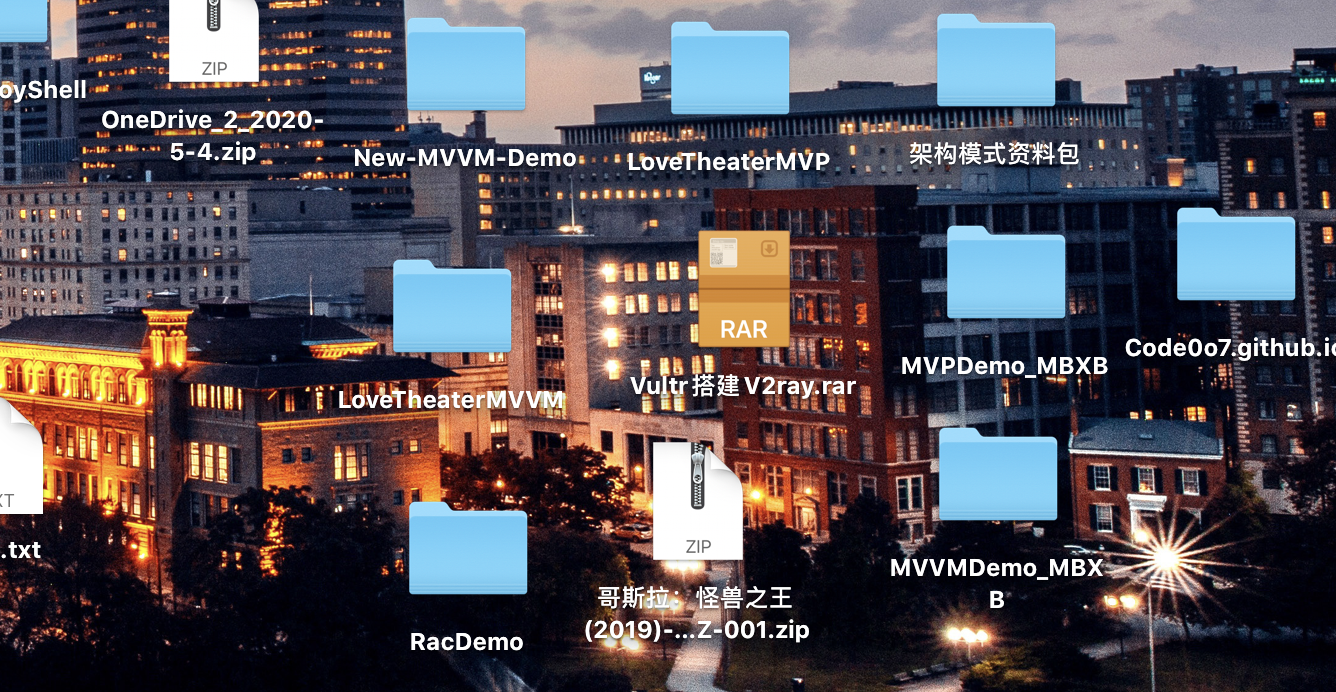 oyShell
ZIP
OneDrive_2_2020-
5-4.zip
New-MVVM-Demo
Kroger
LoveTheaterMVP
架构模式资料包
LoveTheaterMVVM
RAR
Vultr 搭建 V2ray.rar
MVPDemo_MBXB
Code0o7.github.io
XT
.txt
RacDemo
ZIP
哥斯拉：怪兽之王
(2019)-...Z-001.zip
MVVMDemo_MBX
B